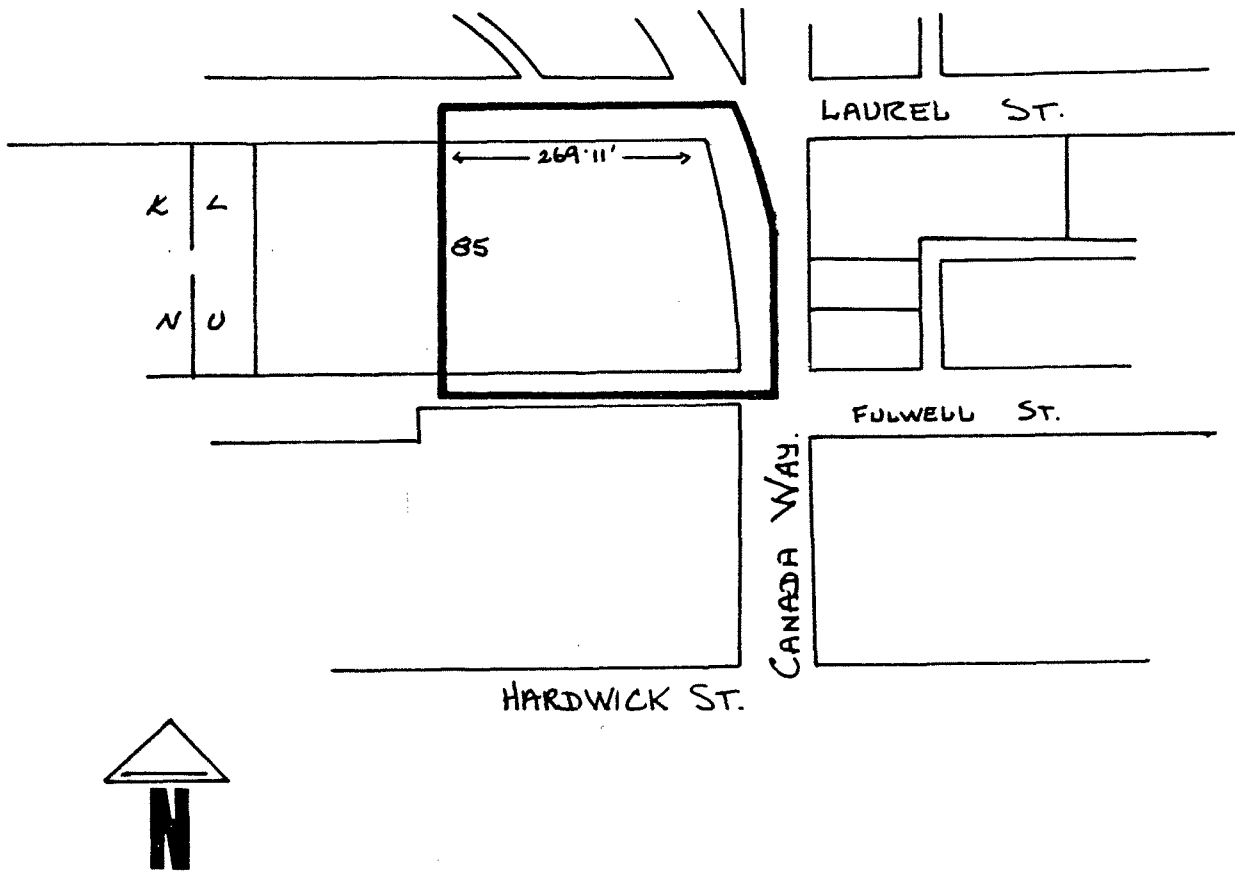 LAUREL ST.
269.11'
K L
85
N U
FULWELL ST.
CANADA WAY.
HARDWICK ST.
N